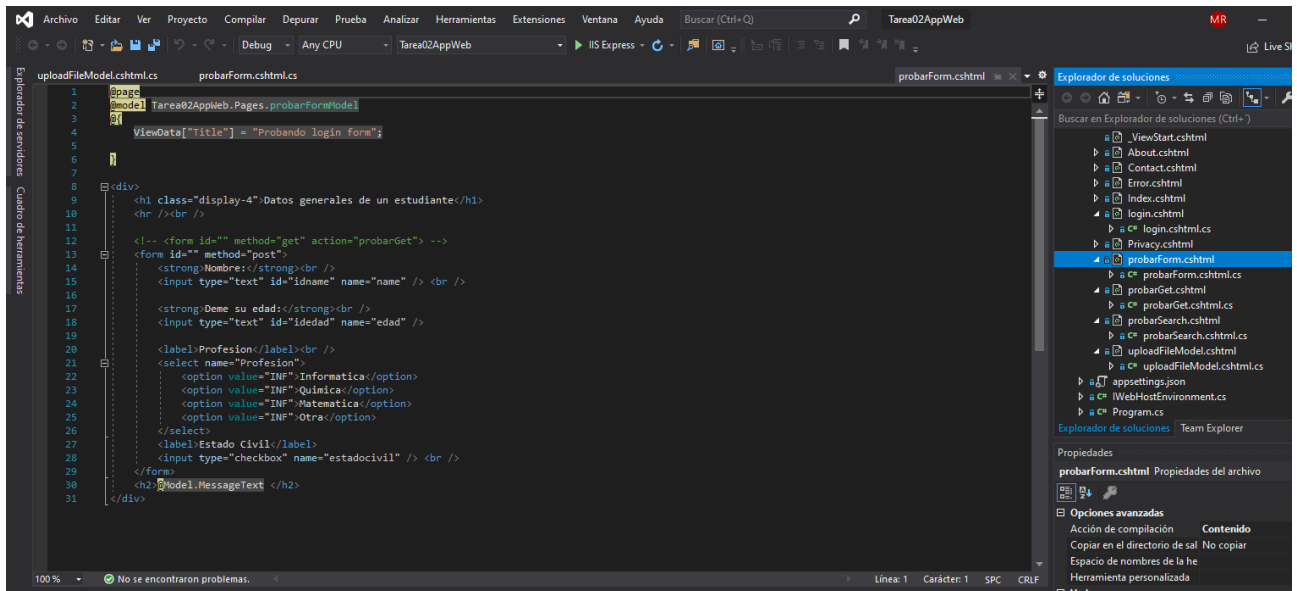 Archivo Editar Ver Proyecto Compilar Depurar Prueba Analizar Herramientas Extensiones Ventana Ayuda Buscar (Ctrl+Q) Tarea02AppWeb MR
Debug Any CPU Tarea02AppWeb IIS Express Live Sh
Explorador de servidores
Cuadro de herramientas
uploadFileModel.cshtml.cs probarForm.cshtml.cs probarForm.cshtml
1 @page
2 @model Tarea02AppWeb.Pages.probarFormModel
3 @{
4 ViewData["Title"] = "Probando login form";
5
6 }
7
8 <div>
9 <h1 class="display-4">Datos generales de un estudiante</h1>
10 <hr /><br />
11
12 <!-- <form id="" method="get" action="probarGet"> -->
13 <form id="" method="post">
14 <strong>Nombre:</strong><br />
15 <input type="text" id="idname" name="name" /> <br />
16
17 <strong>Deme su edad:</strong><br />
18 <input type="text" id="idedad" name="edad" />
19
20 <label>Profesion</label><br />
21 <select name="Profesion">
22 <option value="INF">Informatica</option>
23 <option value="INF">Quimica</option>
24 <option value="INF">Matematica</option>
25 <option value="INF">Otra</option>
26 </select>
27 <label>Estado Civil</label>
28 <input type="checkbox" name="estadocivil" /> <br />
29 </form>
30 <h2>@Model.MessageText </h2>
31 </div>
100 % No se encontraron problemas. Línea: 1 Carácter: 1 SPC CRLF
Explorador de soluciones
Buscar en Explorador de soluciones (Ctrl+´)
_ViewStart.cshtml
About.cshtml
Contact.cshtml
Error.cshtml
Index.cshtml
login.cshtml
C# login.cshtml.cs
Privacy.cshtml
probarForm.cshtml
C# probarForm.cshtml.cs
probarGet.cshtml
C# probarGet.cshtml.cs
probarSearch.cshtml
C# probarSearch.cshtml.cs
uploadFileModel.cshtml
C# uploadFileModel.cshtml.cs
appsettings.json
C# IWebHostEnvironment.cs
C# Program.cs
Explorador de soluciones Team Explorer
Propiedades
probarForm.cshtml Propiedades del archivo
Opciones avanzadas
Acción de compilación Contenido
Copiar en el directorio de sal No copiar
Espacio de nombres de la he
Herramienta personalizada